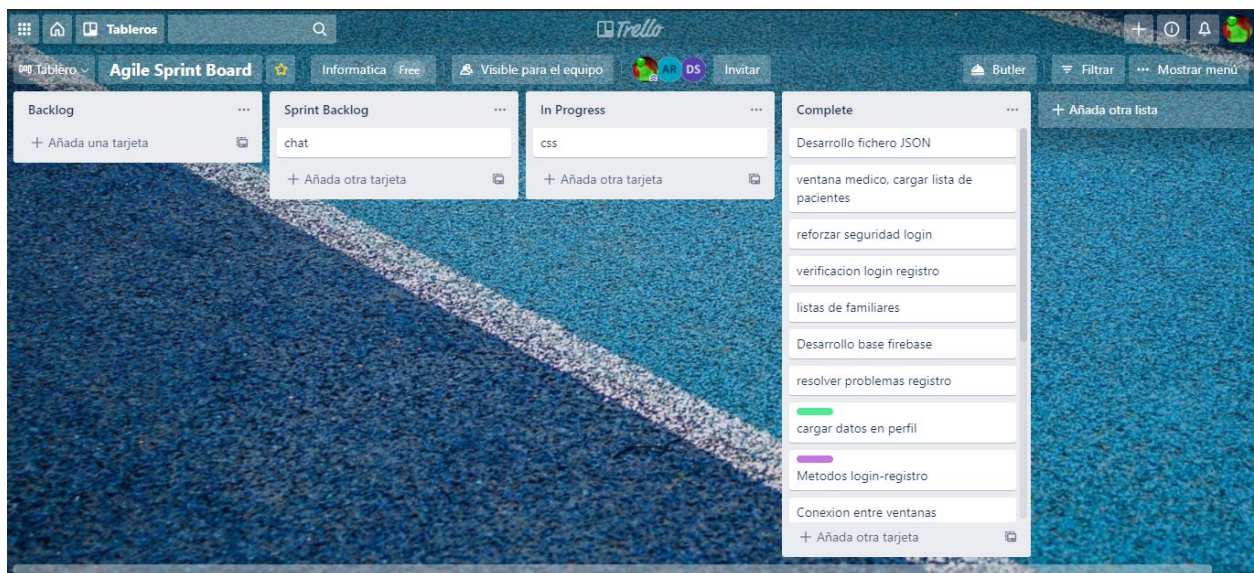 Tableros
Trello
Tablero
Agile Sprint Board
Informatica Free
Visible para el equipo
AR DS
Invitar
Butler
Filtrar
Mostrar menú
Backlog
Añada una tarjeta
Sprint Backlog
chat
Añada otra tarjeta
In Progress
css
Añada otra tarjeta
Complete
Desarrollo fichero JSON
ventana medico, cargar lista de
pacientes
reforzar seguridad login
verificacion login registro
listas de familiares
Desarrollo base firebase
resolver problemas registro
cargar datos en perfil
Metodos login-registro
Conexion entre ventanas
Añada otra tarjeta
Añada otra lista